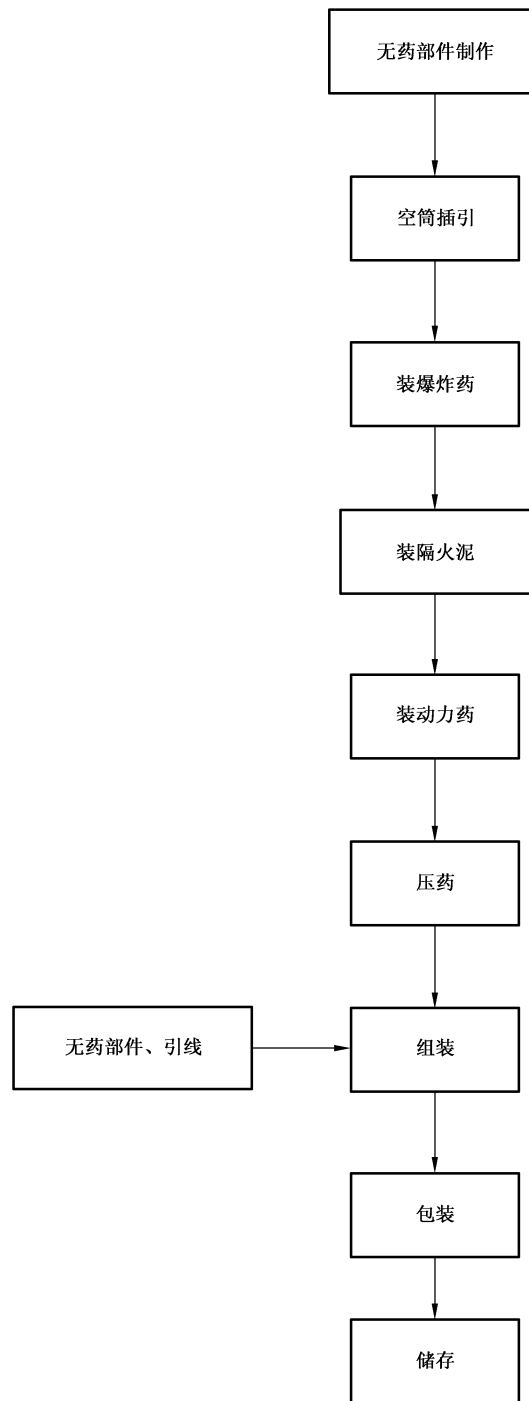 无药部件制作
空筒插引
装爆炸药
装隔火泥
装动力药
压药
无药部件、引线
组装
包装
储存